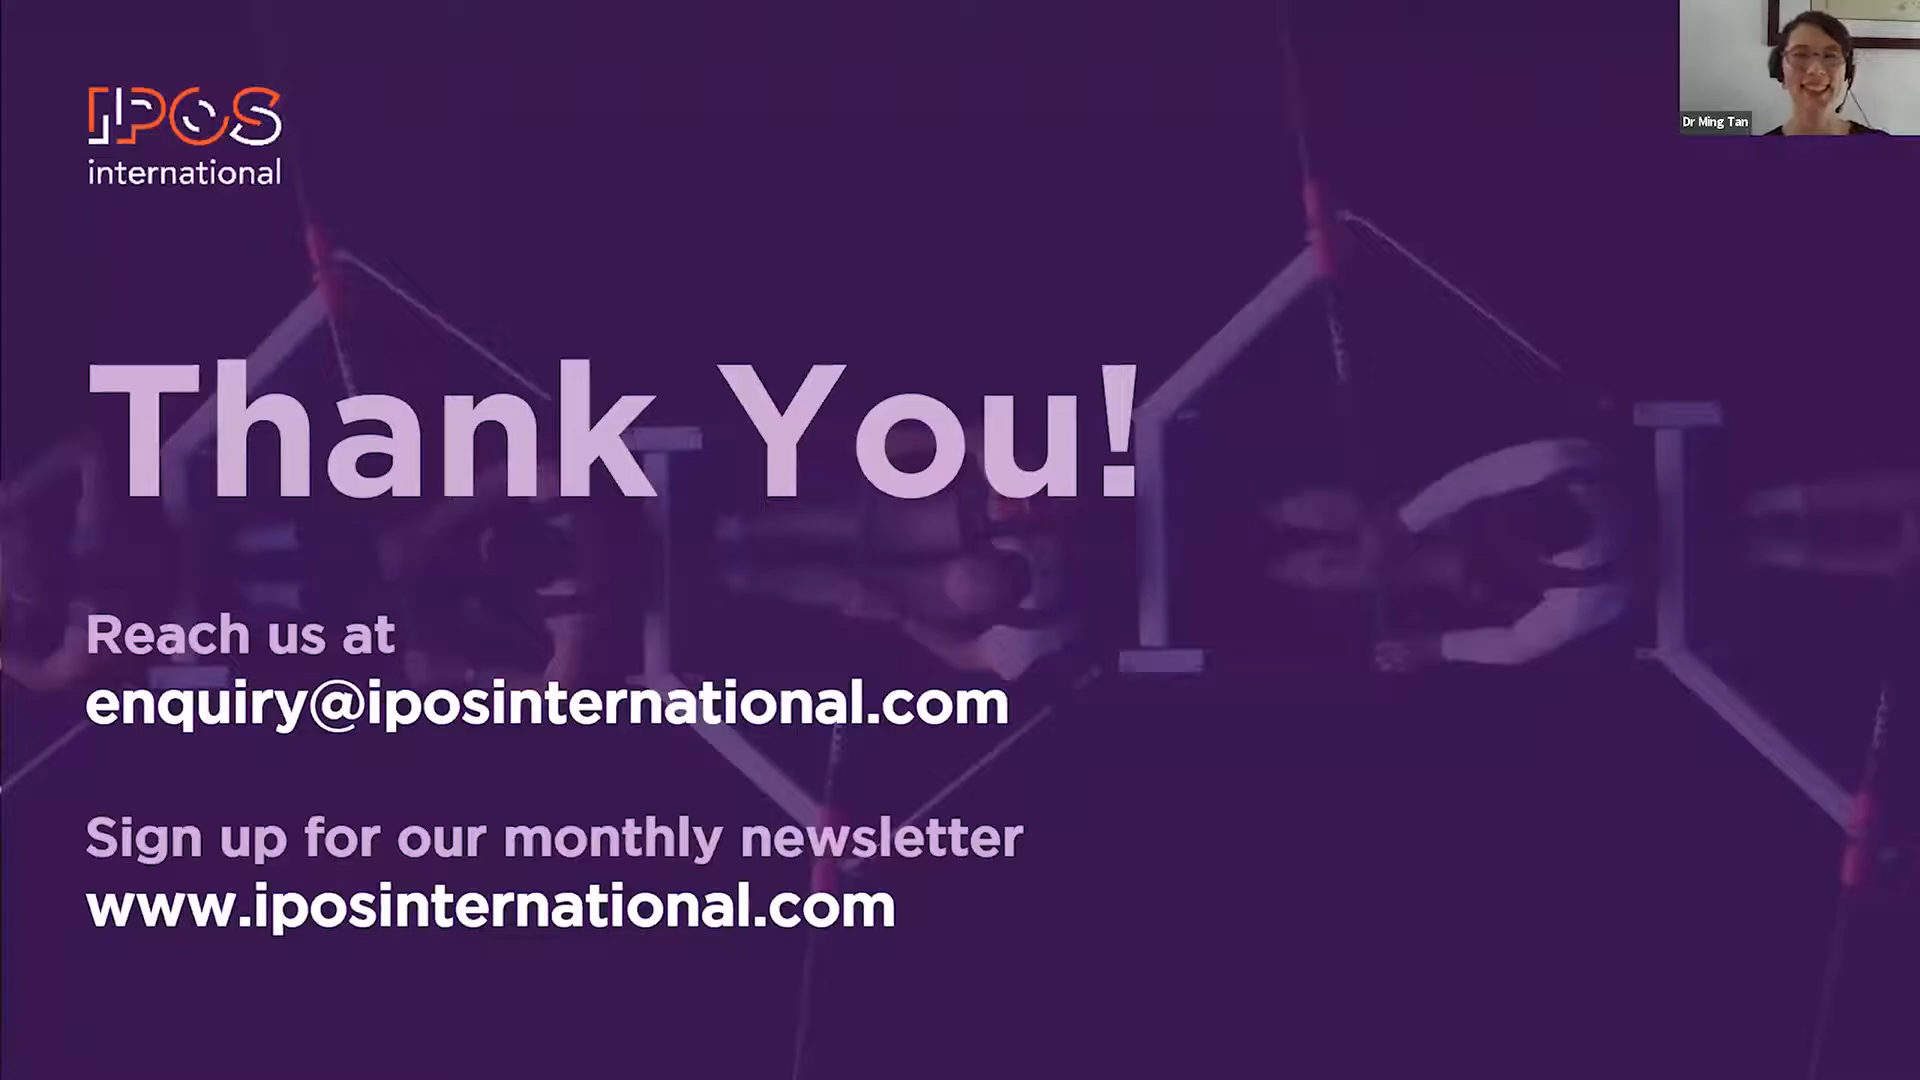 IPOS
international
Dr Ming Tan
Thank You!
Reach us at
enquiry@iposinternational.com
Sign up for our monthly newsletter
www.iposinternational.com